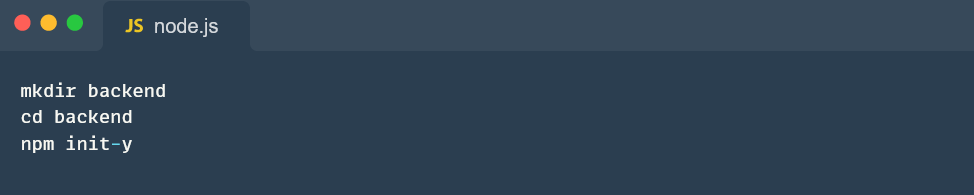 JS node.js
mkdir backend
cd backend
npm init-y